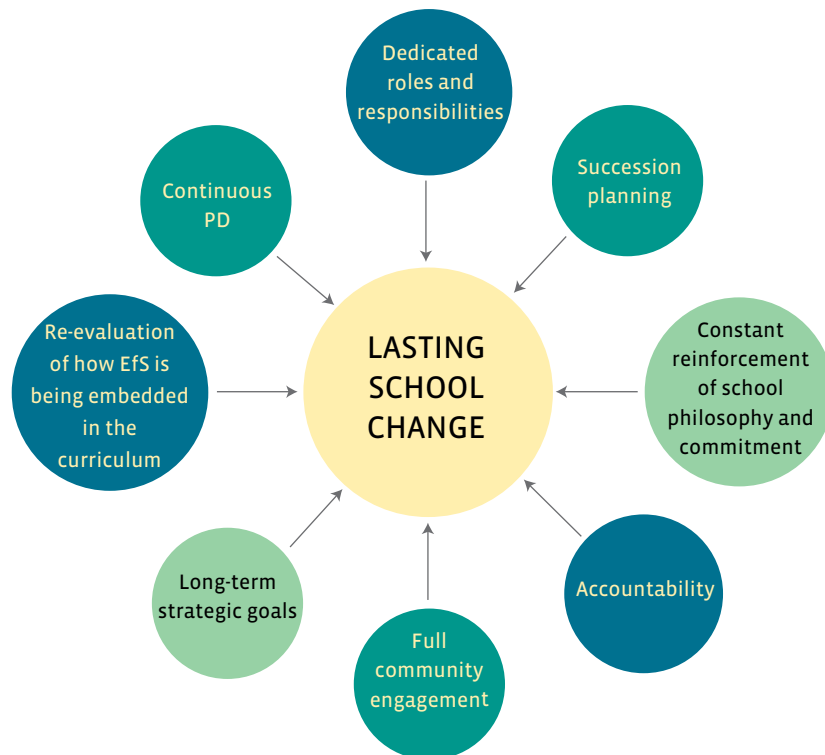 Dedicated
roles and
responsibilities
Succession
planning
Continuous
PD
Constant
reinforcement
of school
philosophy and
commitment
Re-evaluation
of how EfS is
being embedded
in the
curriculum
LASTING
SCHOOL
CHANGE
Accountability
Long-term
strategic goals
Full
community
engagement